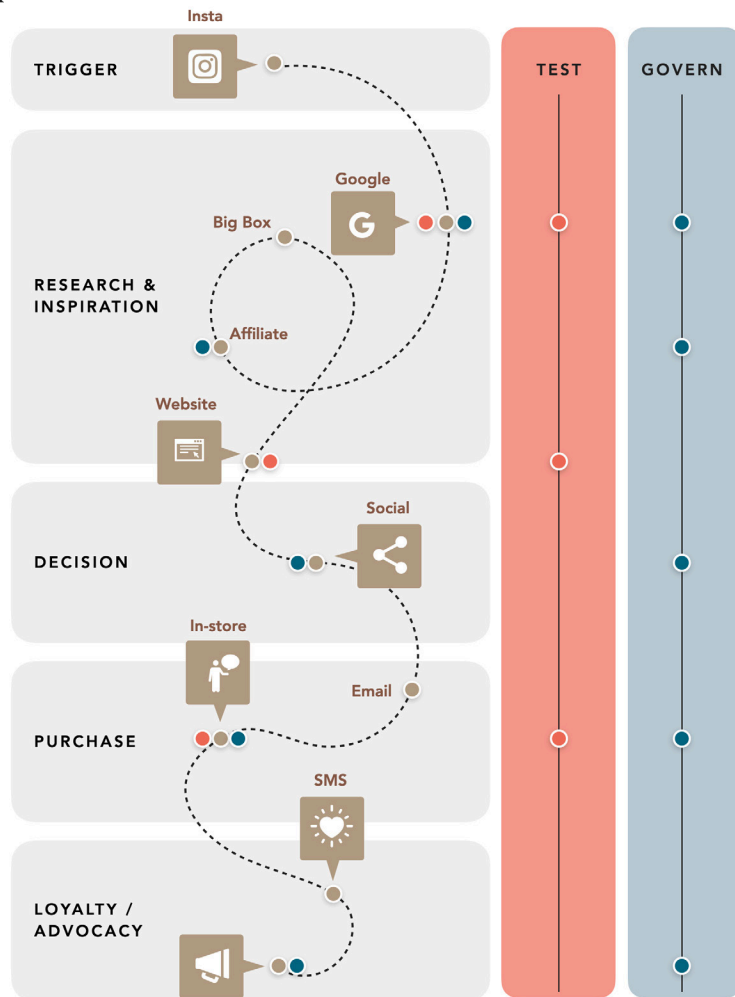 Insta
TRIGGER
TEST
GOVERN
Google
G
Big Box
RESEARCH &
INSPIRATION
Affiliate
Website
Social
DECISION
In-store
Email
PURCHASE
SMS
LOYALTY /
ADVOCACY